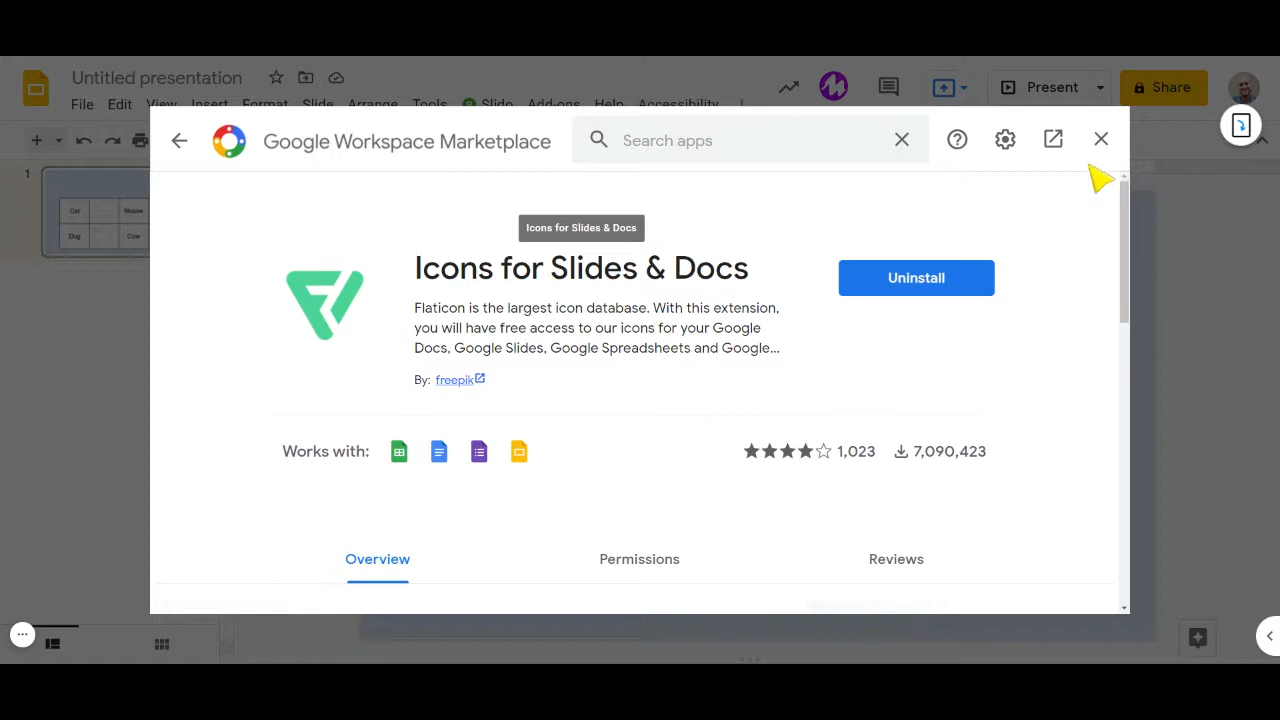 Untitled presentation
File Edit View Insert Format Slide Arrange Tools Slido Add-ons Help Accessibility
Present
Share
Google Workspace Marketplace
Search apps
1
Cat Mouse
Dog Cow
Icons for Slides & Docs
Icons for Slides & Docs
Uninstall
Flaticon is the largest icon database. With this extension,
you will have free access to our icons for your Google
Docs, Google Slides, Google Spreadsheets and Google...
By: freepik
Works with:
1,023
7,090,423
Overview Permissions Reviews